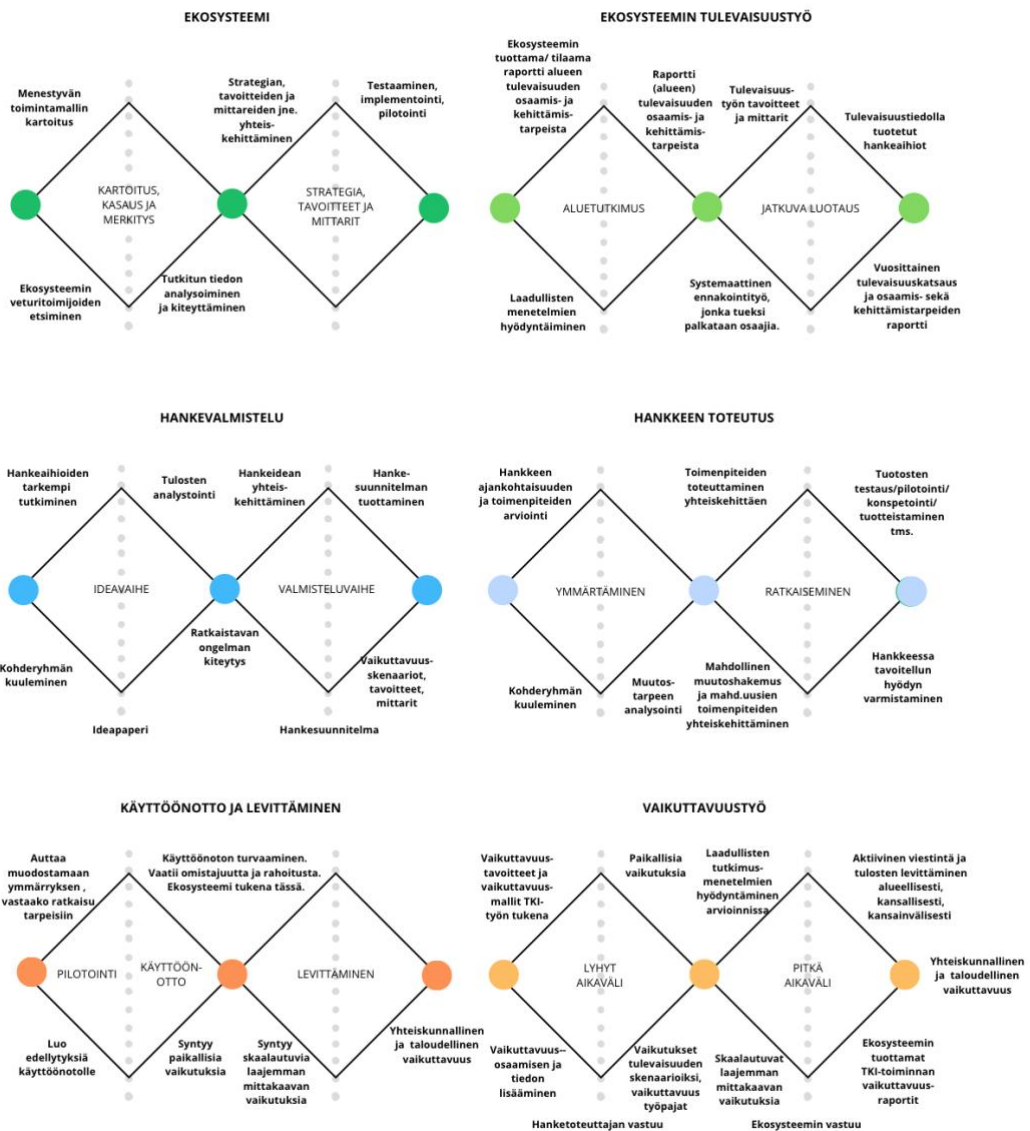 EKOSYSTEEMI
Menestyvän
toimintamallin
kartoitus
Strategian,
tavoitteiden ja
mittareiden jne.
yhteis-
kehittäminen
Testaaminen,
implementointi,
pilotointi
KARTOITUS,
KASAUS JA
MERKITYS
STRATEGIA,
TAVOITTEET JA
MITTARIT
Ekosysteemin
veturitoimijoiden
etsiminen
Tutkitun tiedon
analysoiminen
ja kiteyttäminen
EKOSYSTEEMIN TULEVAISUUSTYÖ
Ekosysteemin
tuottama/ tilaama
raportti alueen
tulevaisuuden
osaamis- ja
kehittämis-
tarpeista
Raportti
(alueen)
tulevaisuuden
osaamis- ja
kehittämis-
tarpeista
Tulevaisuus-
työn tavoitteet
ja mittarit
Tulevaisuustiedolla
tuotetut
hankeaihiot
ALUETUTKIMUS
JATKUVA LUOTAUS
Laadullisten
menetelmien
hyödyntäiminen
Systemaattinen
ennakointityö,
jonka tueksi
palkataan osaajia.
Vuosittainen
tulevaisuuskatsaus
ja osaamis- sekä
kehittämistarpeiden
raportti
HANKEVALMISTELU
Hankeaihioiden
tarkempi
tutkiminen
Tulosten
analystointi
Hankeidean
yhteis-
kehittäminen
Hanke-
suunnitelman
tuottaminen
IDEAVAIHE
VALMISTELUVAIHE
Kohderyhmän
kuuleminen
Ratkaistavan
ongelman
kiteytys
Vaikuttavuus-
skenaariot,
tavoitteet,
mittarit
Ideapaperi
Hankesuunnitelma
HANKKEEN TOTEUTUS
Hankkeen
ajankohtaisuuden
ja toimenpiteiden
arviointi
Toimenpiteiden
toteuttaminen
yhteiskehittäen
Tuotosten
testaus/pilotointi/
konspetointi/
tuotteistaminen
tms.
YMMÄRTÄMINEN
RATKAISEMINEN
Kohderyhmän
kuuleminen
Muutos-
tarpeen
analysointi
Mahdollinen
muutoshakemus
ja mahd.uusien
toimenpiteiden
yhteiskehittäminen
Hankkeessa
tavoitellun
hyödyn
varmistaminen
KÄYTTÖÖNOTTO JA LEVITTÄMINEN
Auttaa
muodostamaan
ymmärryksen ,
vastaako ratkaisu
tarpeisiin
Käyttöönoton turvaaminen.
Vaatii omistajuutta ja rahoitusta.
Ekosysteemi tukena tässä.
PILOTOINTI
KÄYTTÖÖN-
OTTO
LEVITTÄMINEN
Luo
edellytyksiä
käyttöönotolle
Syntyy
paikallisia
vaikutuksia
Syntyy
skaalautuvia
laajemman
mittakaavan
vaikutuksia
Yhteiskunnallinen
ja taloudellinen
vaikuttavuus
VAIKUTTAVUUSTYÖ
Vaikuttavuus-
tavoitteet ja
vaikuttavuus-
mallit TKI-
työn tukena
Paikallisia
vaikutuksia
Laadullisten
tutkimus-
menetelmien
hyödyntäminen
arvioinnissa
Aktiivinen viestintä ja
tulosten levittäminen
alueellisesti,
kansallisesti,
kansainvälisesti
LYHYT
AIKAVÄLI
PITKÄ
AIKAVÄLI
Yhteiskunnallinen
ja taloudellinen
vaikuttavuus
Vaikuttavuus--
osaamisen ja
tiedon
lisääminen
Vaikutukset
tulevaisuuden
skenaarioiksi,
vaikuttavuus
työpajat
Skaalautuvat
laajemman
mittakaavan
vaikutuksia
Ekosysteemin
tuottamat
TKI-toiminnan
vaikuttavuus-
raportit
Hanketoteuttajan vastuu
Ekosysteemin vastuu